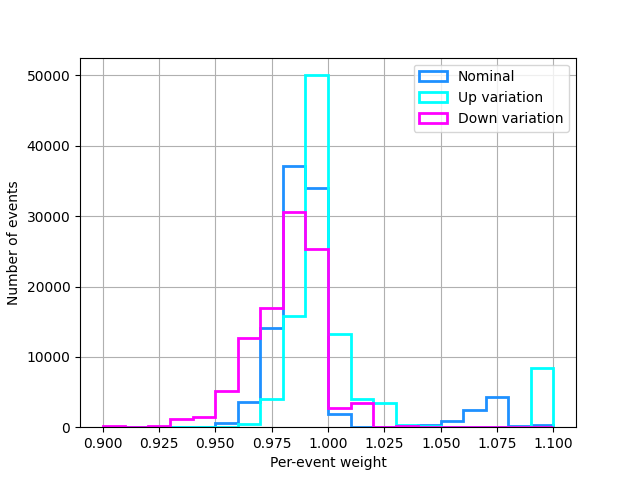 50000
40000
30000
20000
10000
0
Number of events
Nominal
Up variation
Down variation
0.900 0.925 0.950 0.975 1.000 1.025 1.050 1.075 1.100
Per-event weight